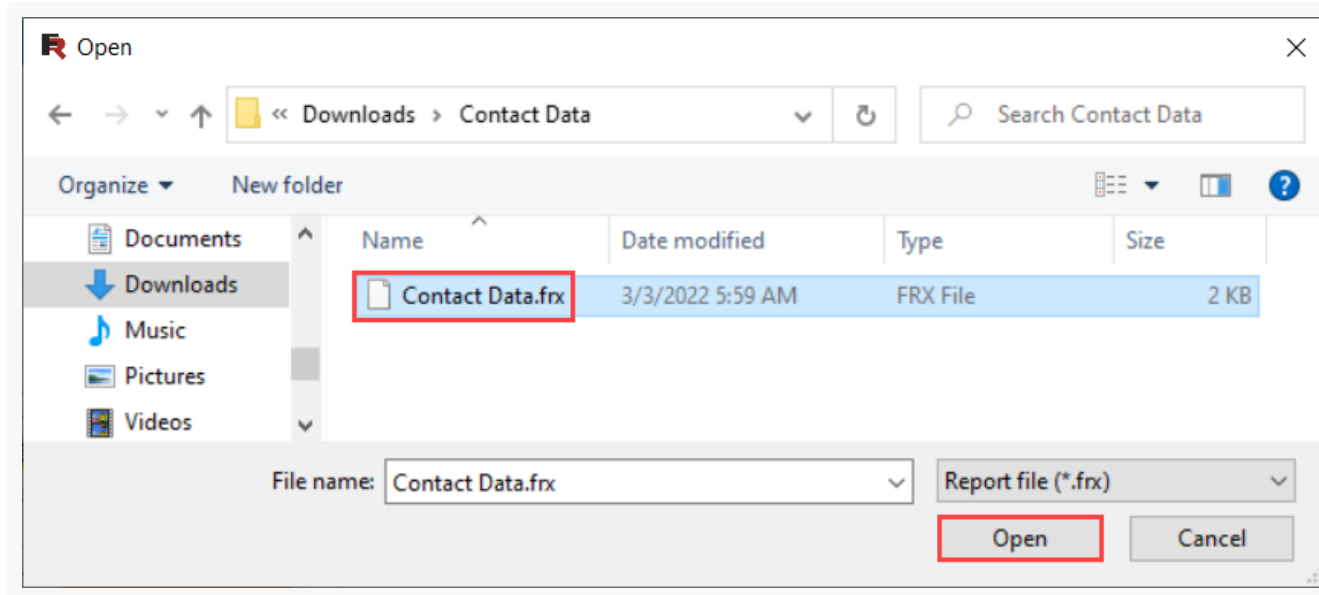 Open
« Downloads > Contact Data
Search Contact Data
Organize
New folder
Name Date modified Type Size
Documents
Downloads
Music
Pictures
Videos
Contact Data.frx 3/3/2022 5:59 AM FRX File 2 KB
File name: Contact Data.frx
Report file (*.frx)
Open Cancel